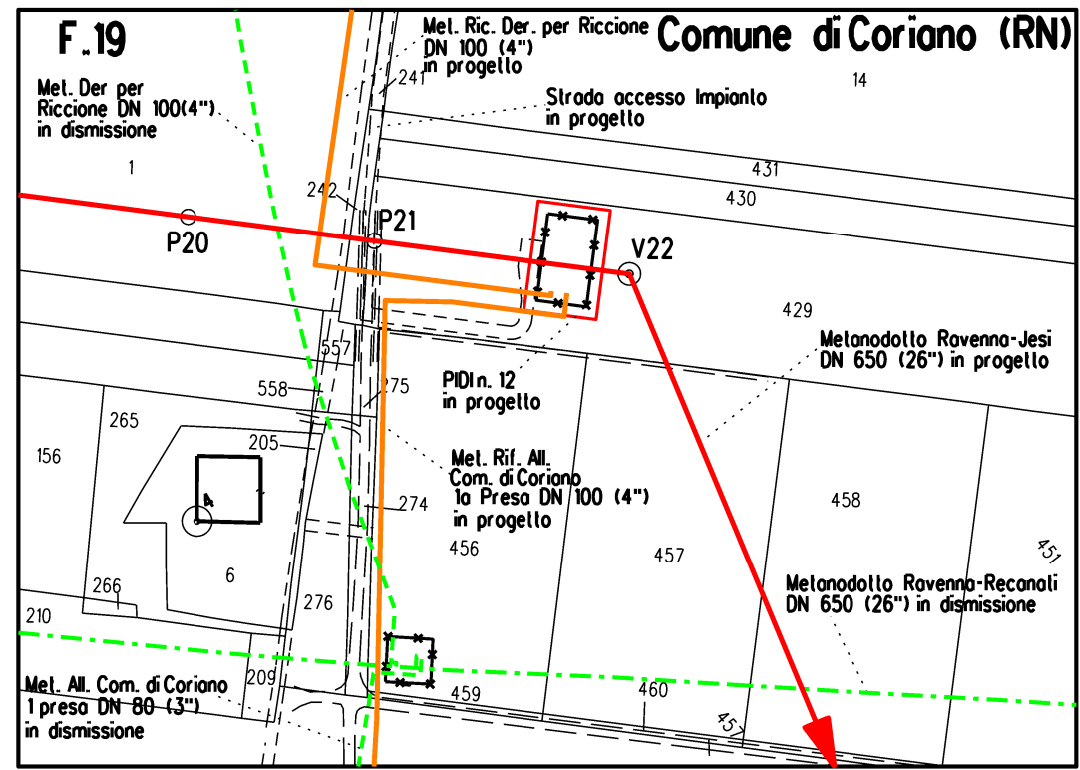 F..19
Comune di Coriano (RN)
Met. Ric. Der. per Riccione
DN 100 (4")
in progetto
14
241
Met. Der per
Riccione DN 100(4")
in dismissione
Strada accesso Impianto
in progetto
1
431
430
242
P21
P20
V22
429
Metanodotto Ravenna-Jesi
DN 650 (26") in progetto
557
PIDI n. 12
in progetto
275
558
265
205
156
Met. Rif. All.
Com. di Coriano
1a Presa DN 100 (4")
in progetto
4
274
458
456
457
451
6
266
276
210
Metanodotto Ravenna-Recanati
DN 650 (26") in dismissione
209
Met. All. Com. di Coriano
1 presa DN 80 (3")
in dismissione
459
460
457